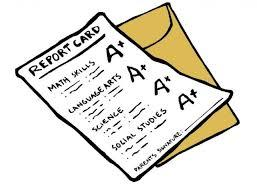 REPORT CARD
MATH SKILLS A+
LANGUAGE ARTS A+
SCIENCE A+
SOCIAL STUDIES A+
PARENTS SIGNATURE